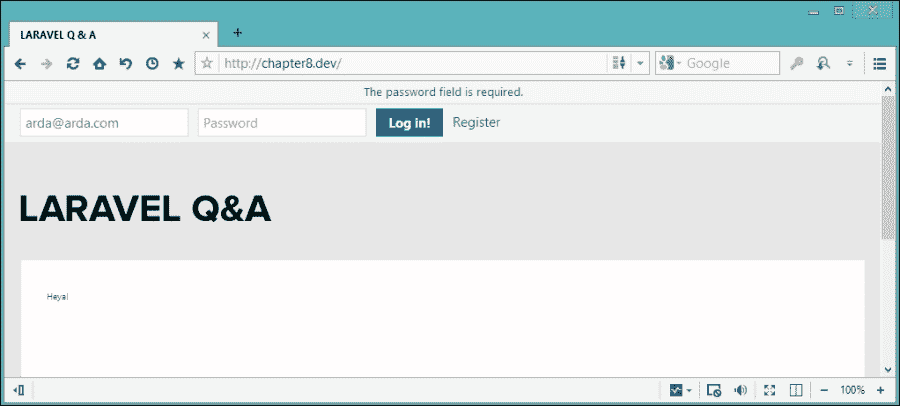 LARAVEL Q & A
http://chapter8.dev/
Google
The password field is required.
arda@arda.com
Password
Log in!
Register
LARAVEL Q&A
Heya!
100%